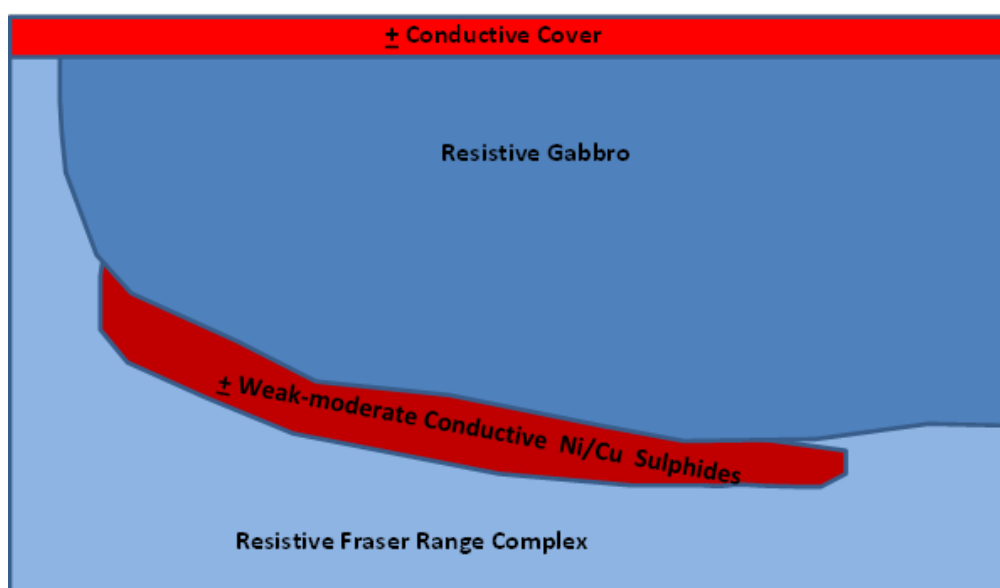 ± Conductive Cover
Resistive Gabbro
± Weak-moderate Conductive Ni/Cu Sulphides
Resistive Fraser Range Complex